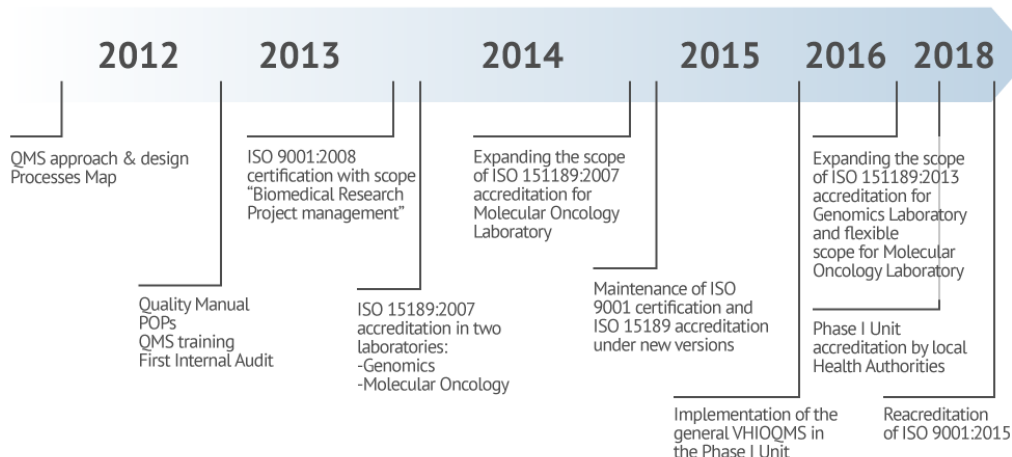 2012
2013
2014
2015
2016
2018
QMS approach & design
Processes Map
Quality Manual
POPs
QMS training
First Internal Audit
ISO 9001:2008
certification with scope
“Biomedical Research
Project management”
ISO 15189:2007
accreditation in two
laboratories:
-Genomics
-Molecular Oncology
Expanding the scope
of ISO 151189:2007
accreditation for
Molecular Oncology
Laboratory
Maintenance of ISO
9001 certification and
ISO 15189 accreditation
under new versions
Implementation of the
general VHIOQMS in
the Phase I Unit
Expanding the scope
of ISO 151189:2013
accreditation for
Genomics Laboratory
and flexible
scope for Molecular
Oncology Laboratory
Phase I Unit
accreditation by local
Health Authorities
Reacreditation
of ISO 9001:2015